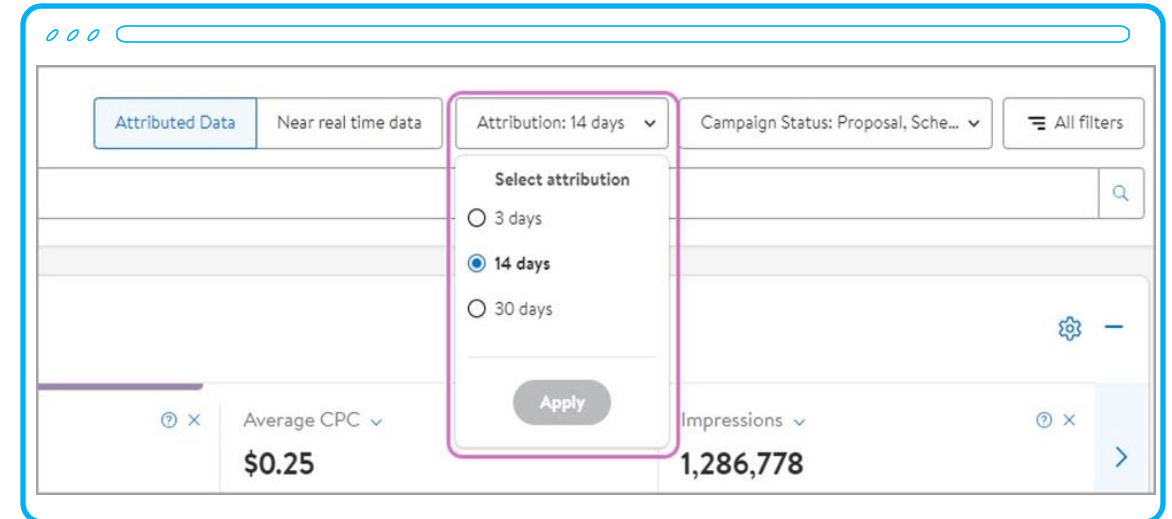 Attributed Data
Near real time data
Attribution: 14 days
Campaign Status: Proposal, Sche...
All filters
Select attribution
3 days
14 days
30 days
Apply
Average CPC
$0.25
Impressions
1,286,778